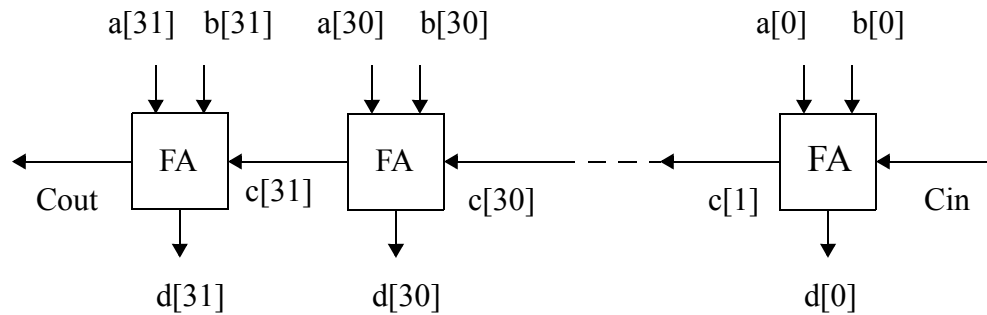 a[31] b[31] a[30] b[30] a[0] b[0]
FA FA FA
Cout c[31] c[30] c[1] Cin
d[31] d[30] d[0]